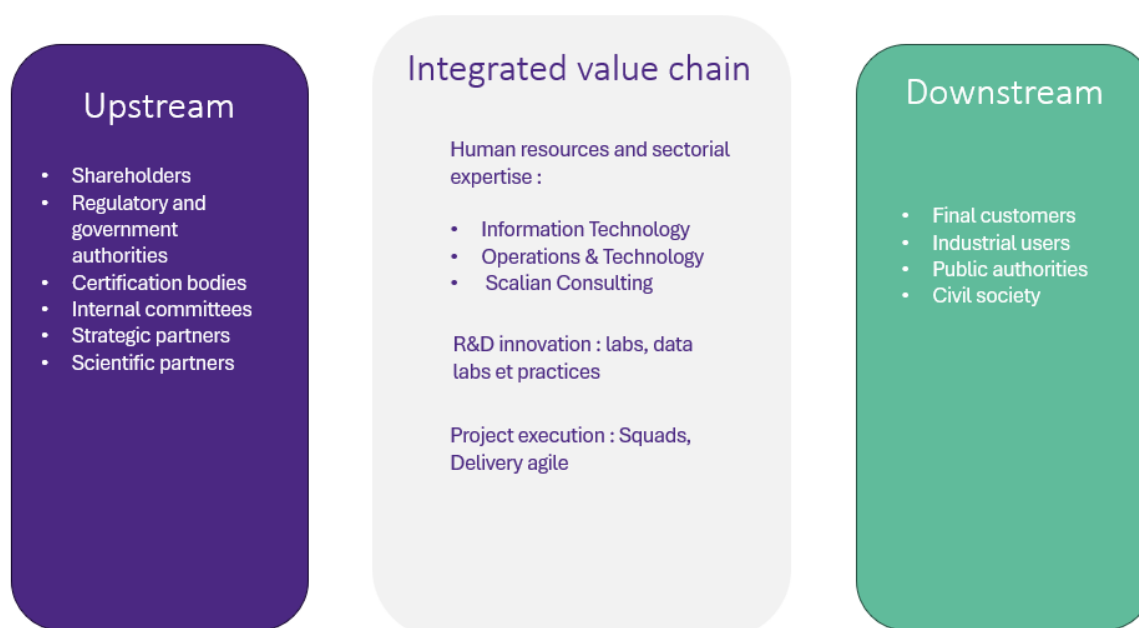 Upstream
• Shareholders
• Regulatory and
government
authorities
• Certification bodies
• Internal committees
• Strategic partners
• Scientific partners
Integrated value chain
Human resources and sectorial
expertise :
• Information Technology
• Operations & Technology
• Scalian Consulting
R&D innovation : labs, data
labs et practices
Project execution : Squads,
Delivery agile
Downstream
• Final customers
• Industrial users
• Public authorities
• Civil society